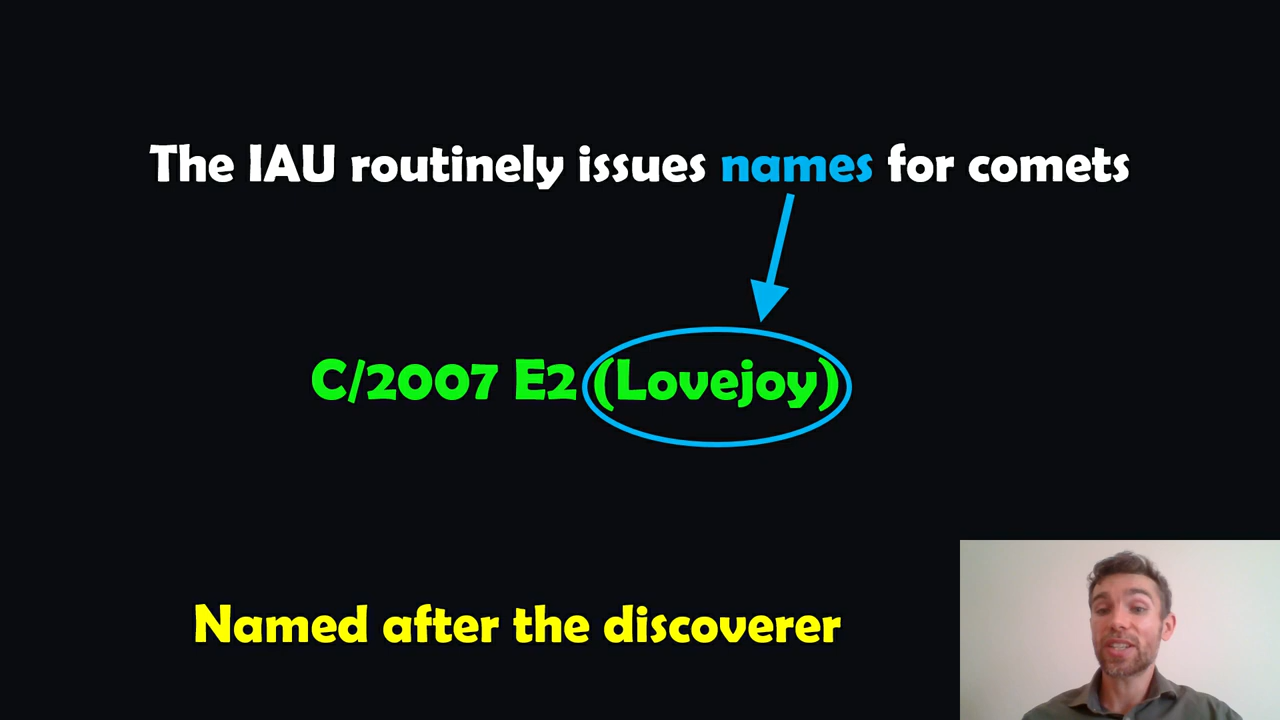 The IAU routinely issues names for comets
C/2007 E2 (Lovejoy)
Named after the discoverer